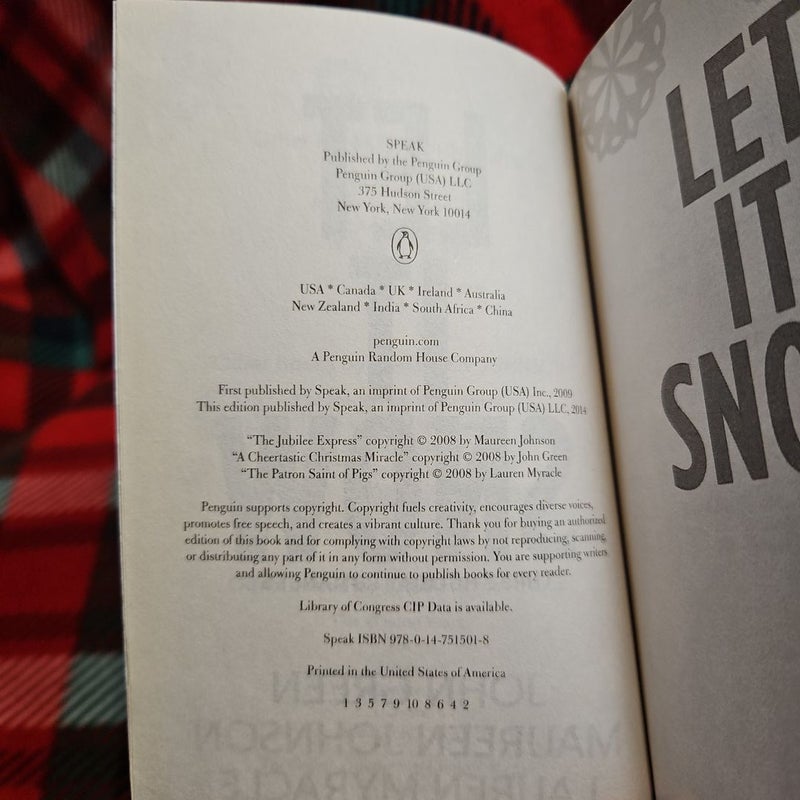 SPEAK
Published by the Penguin Group
Penguin Group (USA) LLC
375 Hudson Street
New York, New York 10014
USA * Canada * UK * Ireland * Australia
New Zealand * India * South Africa * China
penguin.com
A Penguin Random House Company
First published by Speak, an imprint of Penguin Group (USA) Inc., 2009
This edition published by Speak, an imprint of Penguin Group (USA) LLC, 2014
“The Jubilee Express” copyright © 2008 by Maureen Johnson
“A Cheertastic Christmas Miracle” copyright © 2008 by John Green
“The Patron Saint of Pigs” copyright © 2008 by Lauren Myracle
Penguin supports copyright. Copyright fuels creativity, encourages diverse voices,
promotes free speech, and creates a vibrant culture. Thank you for buying an authorized
edition of this book and for complying with copyright laws by not reproducing, scanning,
or distributing any part of it in any form without permission. You are supporting writers
and allowing Penguin to continue to publish books for every reader.
Library of Congress CIP Data is available.
Speak ISBN 978-0-14-751501-8
Printed in the United States of America
1 3 5 7 9 10 8 6 4 2
LET
IT
SNO